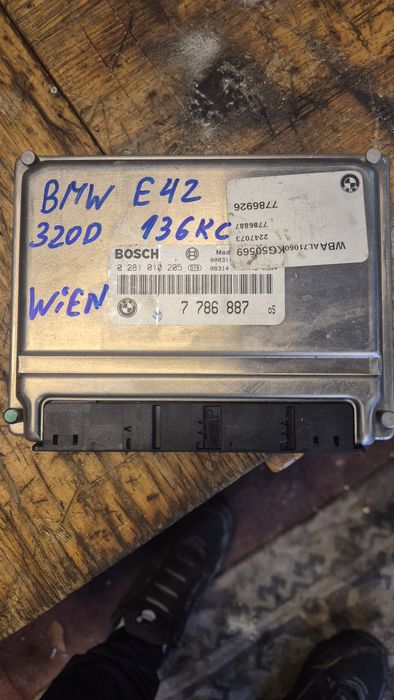 BMW E42
320D 136KC
WiEN
7786926
7786887
2247073
WBAAL71060KG50569
BOSCH
0 281 010 205
7 786 887